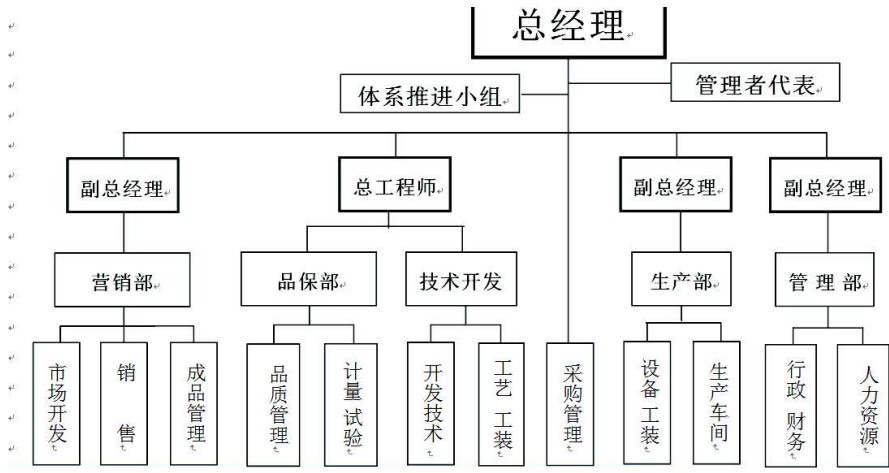 总经理
体系推进小组
管理者代表
副总经理
总工程师
副总经理
副总经理
营销部
品保部
技术开发
生产部
管 理 部
市场开发
销 售
成品管理
品质管理
计量 试验
开发技术
工艺 工装
采购管理
设备 工装
生产车间
行政 财务
人力资源